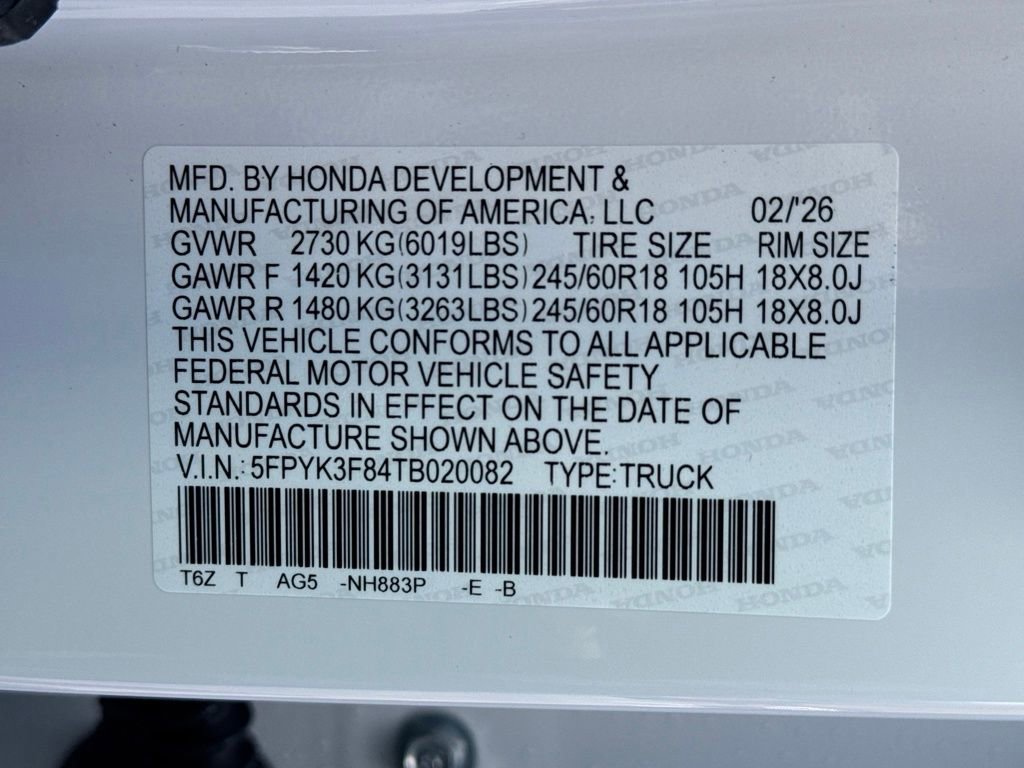 MFD. BY HONDA DEVELOPMENT &
MANUFACTURING OF AMERICA, LLC 02/'26
GVWR 2730 KG(6019LBS) TIRE SIZE RIM SIZE
GAWR F 1420 KG(3131LBS) 245/60R18 105H 18X8.0J
GAWR R 1480 KG(3263LBS) 245/60R18 105H 18X8.0J
THIS VEHICLE CONFORMS TO ALL APPLICABLE
FEDERAL MOTOR VEHICLE SAFETY
STANDARDS IN EFFECT ON THE DATE OF
MANUFACTURE SHOWN ABOVE.
V.I.N.: 5FPYK3F84TB020082 TYPE: TRUCK
T6Z T AG5 -NH883P -E -B